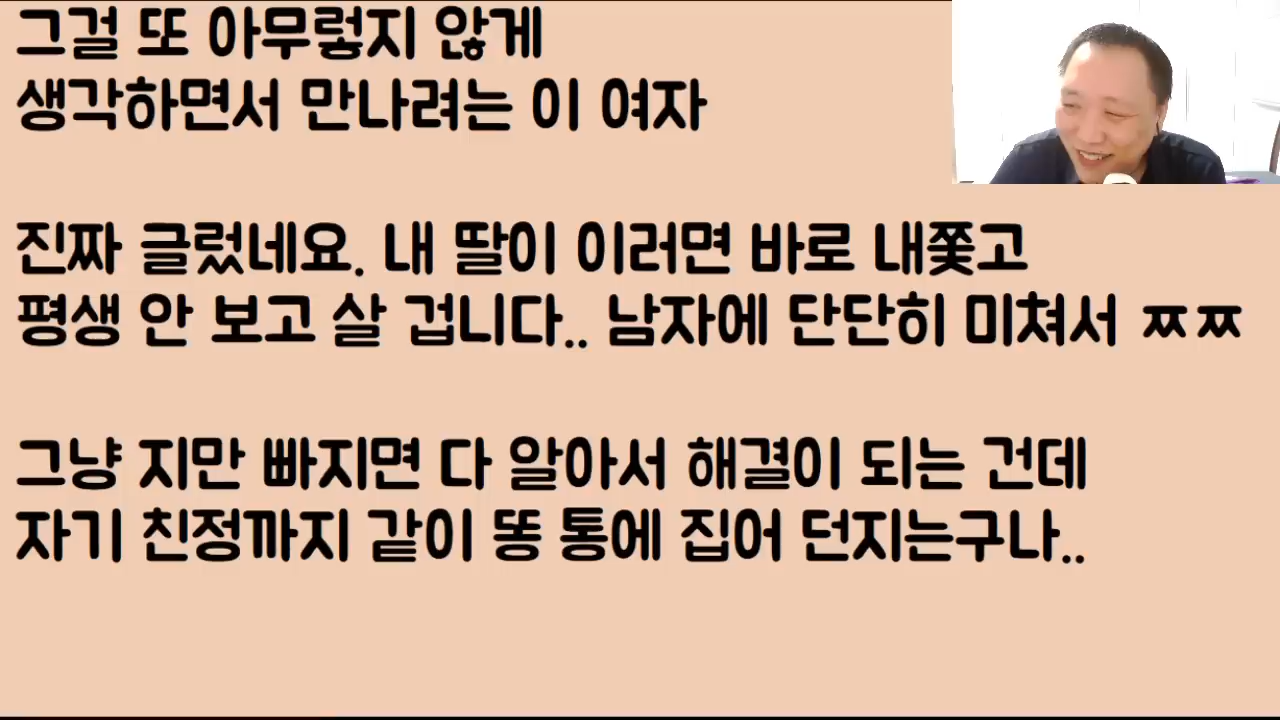 그걸 또 아무렇지 않게
생각하면서 만나려는 이 여자
진짜 글렀네요. 내 딸이 이러면 바로 내쫓고
평생 안 보고 살 겁니다.. 남자에 단단히 미쳐서 ㅉㅉ
그냥 지만 빠지면 다 알아서 해결이 되는 건데
자기 친정까지 같이 똥 통에 집어 던지는구나..